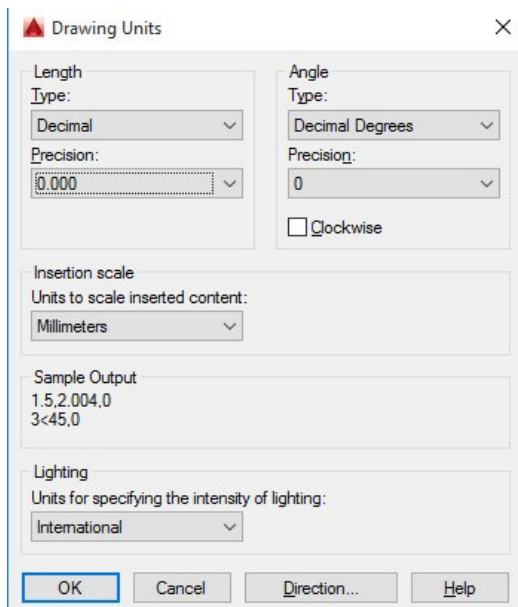 Drawing Units
Length
Type:
Decimal
Precision:
0.000
Angle
Type:
Decimal Degrees
Precision:
0
Clockwise
Insertion scale
Units to scale inserted content:
Millimeters
Sample Output
1.5,2.004,0
3<45,0
Lighting
Units for specifying the intensity of lighting:
International
OK Cancel Direction... Help